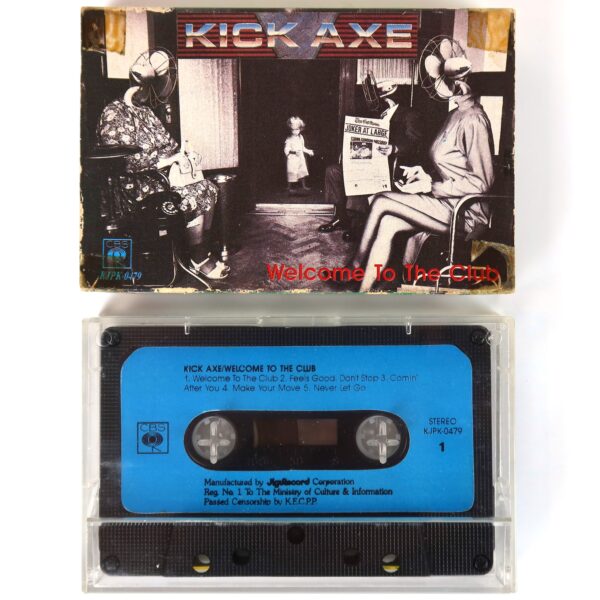 KICK AXE
JOKER AT LARGE
CBS
KJPK-0479
Welcome To The Club
KICK AXE/WELCOME TO THE CLUB
1. Welcome To The Club 2. Feels Good. Don't Stop 3. Comin'
After You 4. Make Your Move 5. Never Let Go
CBS
STEREO
KJPK-0479
1
Manufactured by JiguRecord Corporation
Reg. No. 1 To The Ministry of Culture & Information
Passed Censorship by K.E.C.P.P.